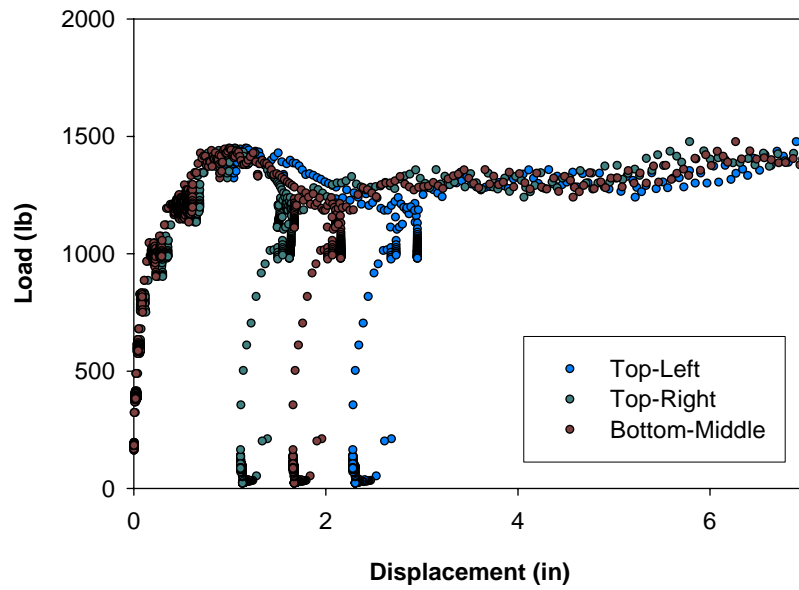 2000
1500
1000
500
0
Load (lb)
Top-Left
Top-Right
Bottom-Middle
0 2 4 6
Displacement (in)